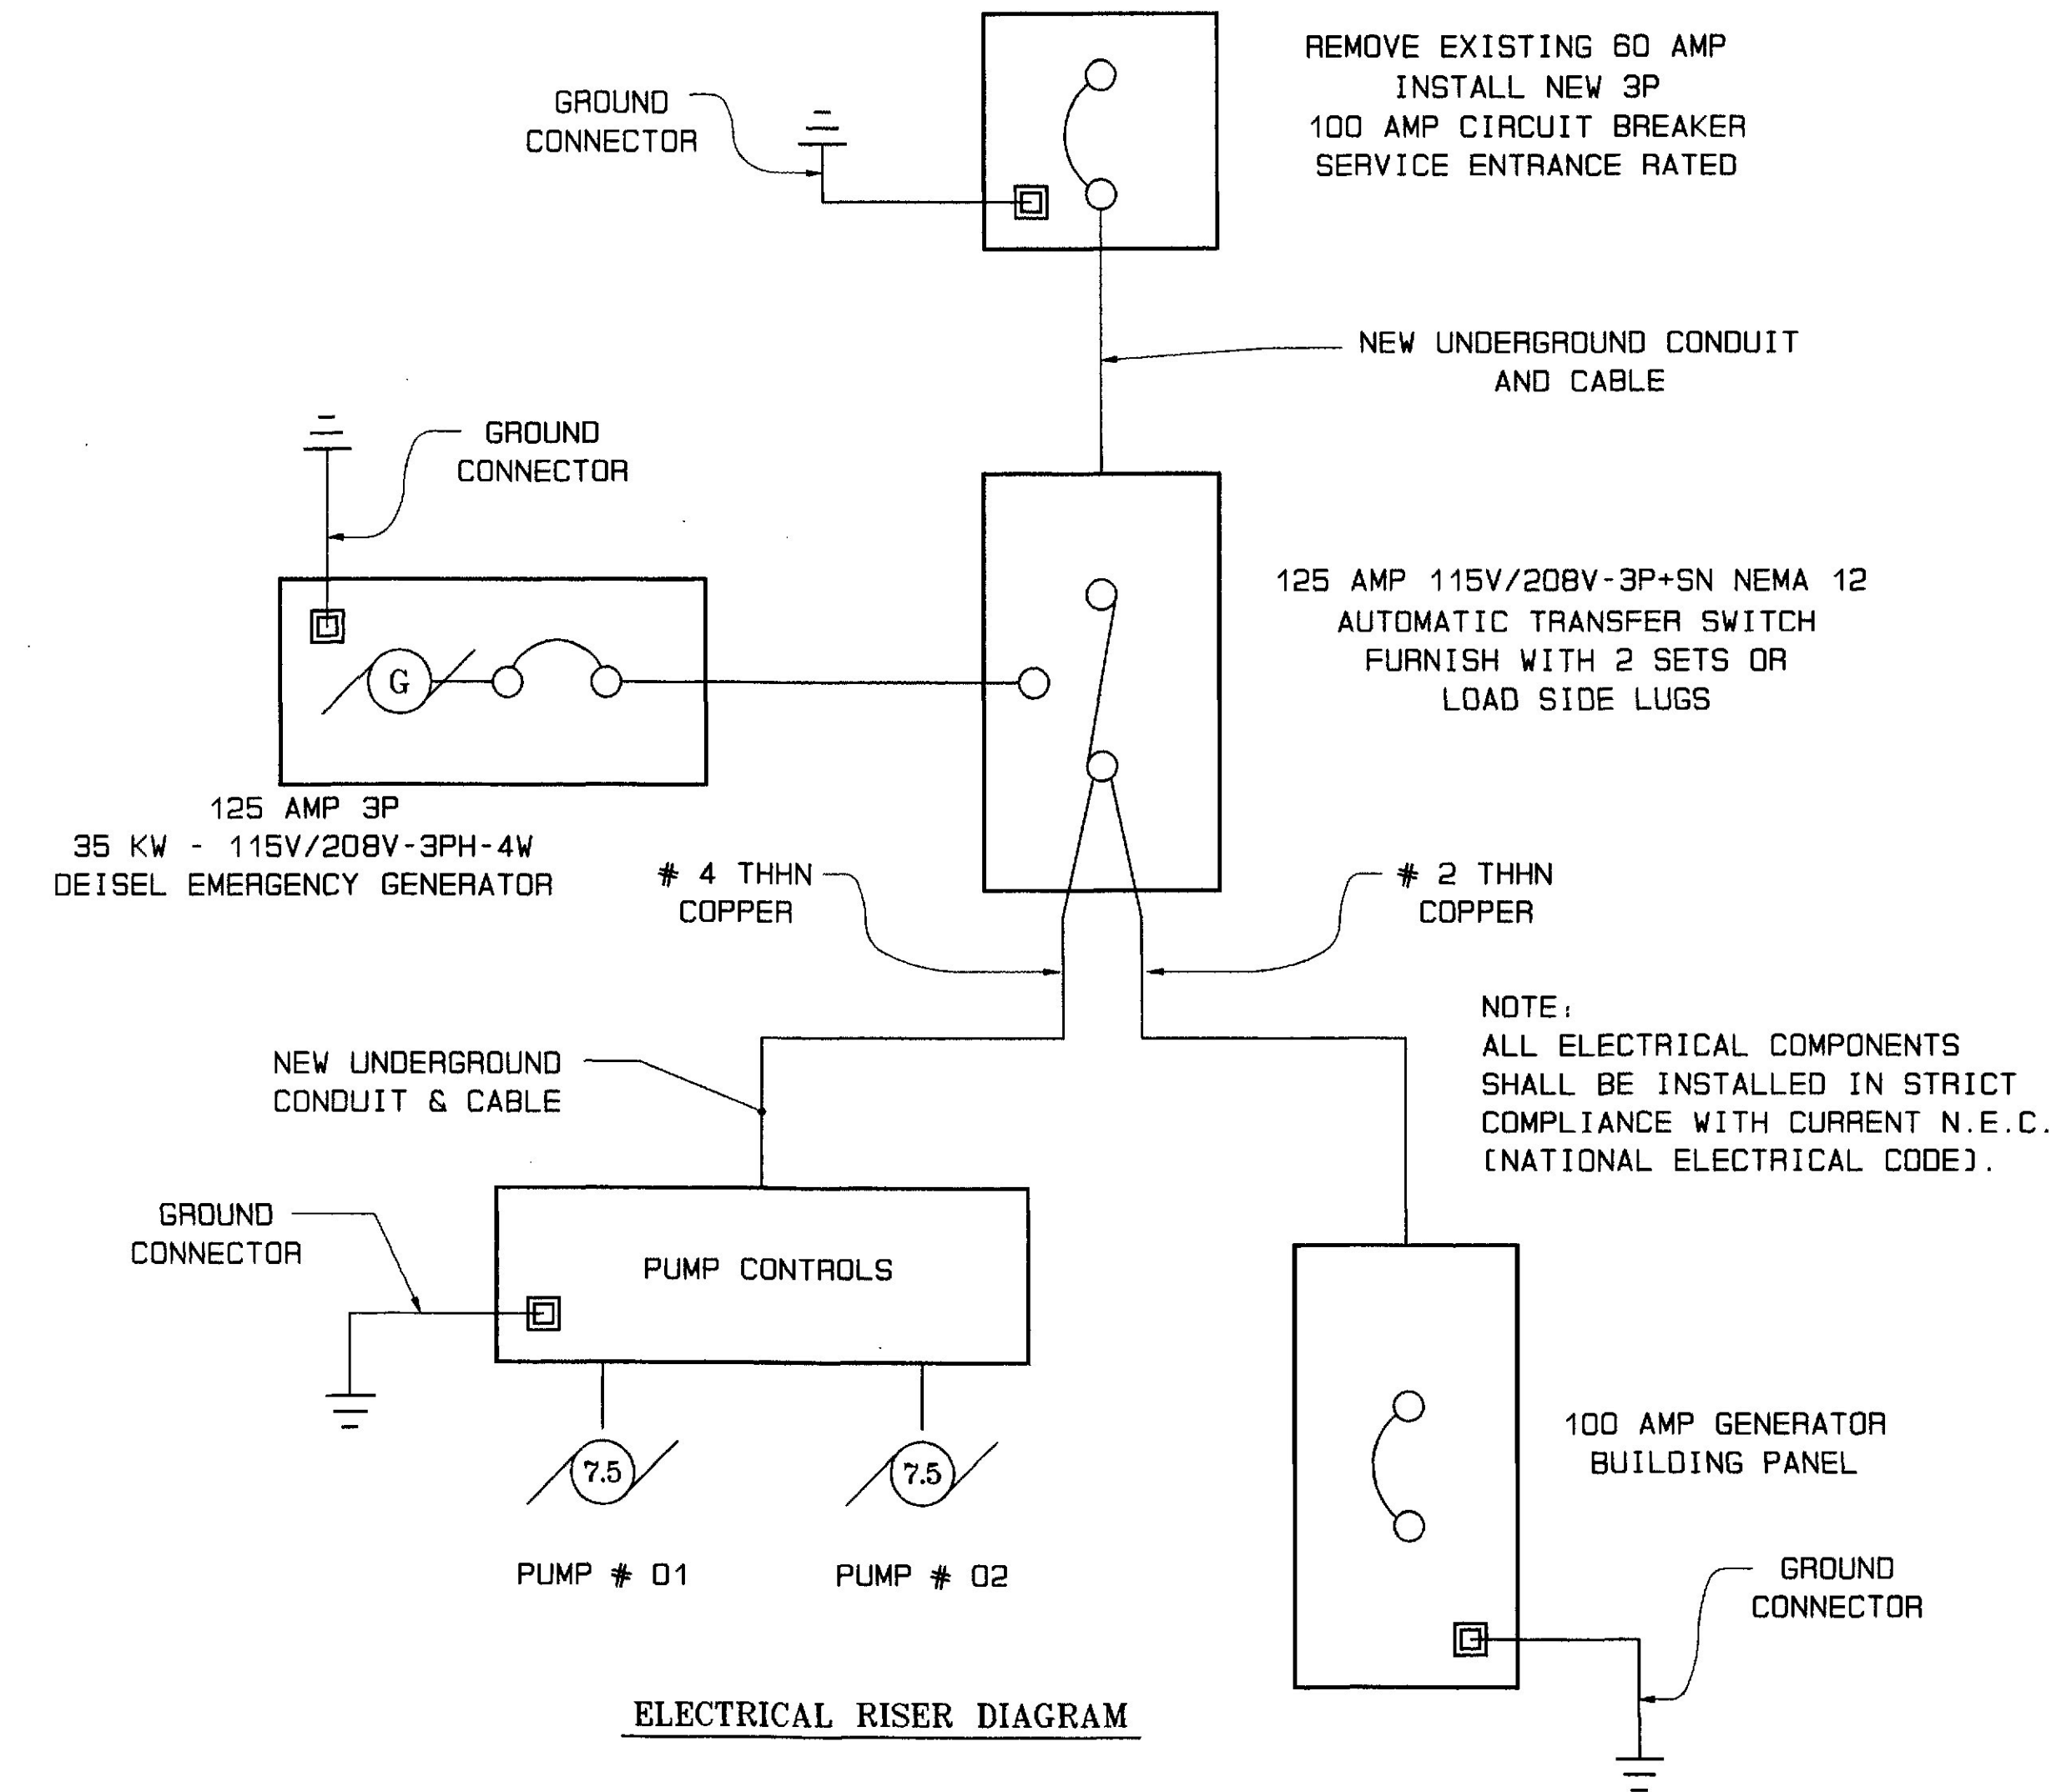 REMOVE EXISTING 60 AMP
INSTALL NEW 3P
100 AMP CIRCUIT BREAKER
SERVICE ENTRANCE RATED
GROUND
CONNECTOR
NEW UNDERGROUND CONDUIT
AND CABLE
GROUND
CONNECTOR
125 AMP 115V/208V-3P+SN NEMA 12
AUTOMATIC TRANSFER SWITCH
FURNISH WITH 2 SETS OR
LOAD SIDE LUGS
G
125 AMP 3P
35 KW - 115V/208V-3PH-4W
DEISEL EMERGENCY GENERATOR
# 4 THHN
COPPER
# 2 THHN
COPPER
NOTE:
ALL ELECTRICAL COMPONENTS
SHALL BE INSTALLED IN STRICT
COMPLIANCE WITH CURRENT N.E.C.
[NATIONAL ELECTRICAL CODE].
NEW UNDERGROUND
CONDUIT & CABLE
GROUND
CONNECTOR
PUMP CONTROLS
7.5
7.5
PUMP # 01
PUMP # 02
100 AMP GENERATOR
BUILDING PANEL
GROUND
CONNECTOR
ELECTRICAL RISER DIAGRAM